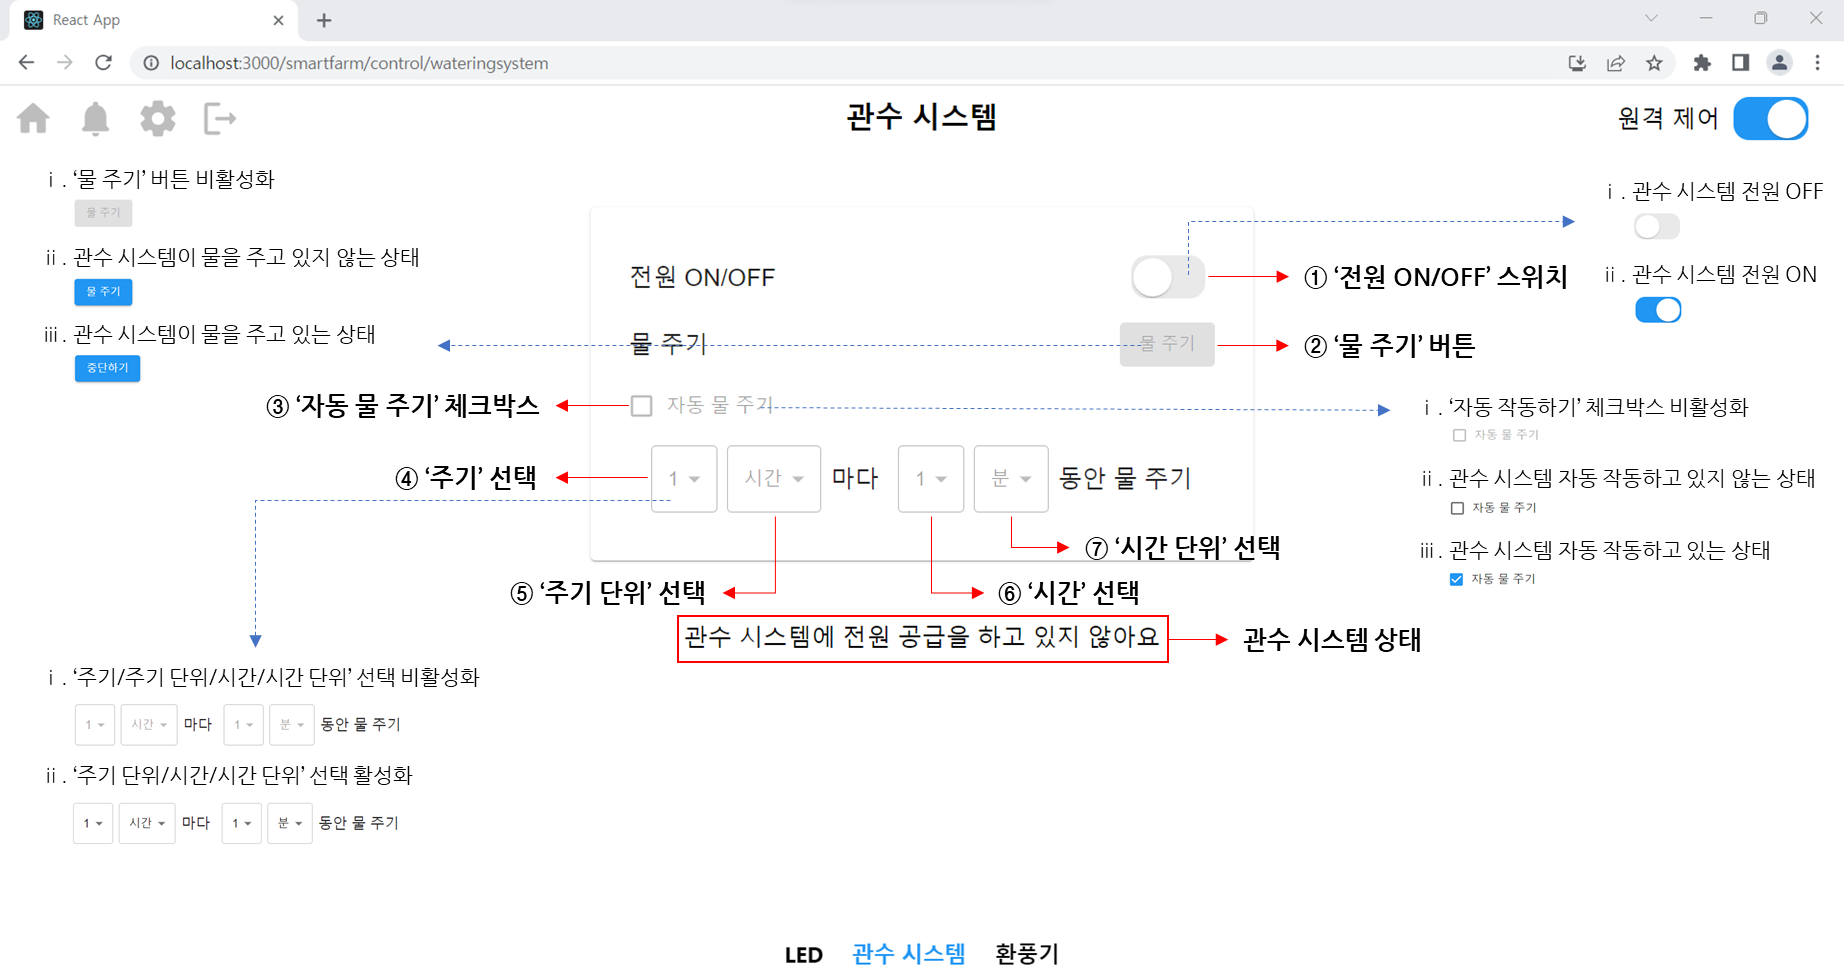 React App
localhost:3000/smartfarm/control/wateringsystem
관수 시스템
원격 제어
ⅰ. ‘물 주기’ 버튼 비활성화
물 주기
ⅱ. 관수 시스템이 물을 주고 있지 않는 상태
물 주기
ⅲ. 관수 시스템이 물을 주고 있는 상태
중단하기
ⅰ. 관수 시스템 전원 OFF
ⅱ. 관수 시스템 전원 ON
전원 ON/OFF
① ‘전원 ON/OFF’ 스위치
물 주기
물 주기
② ‘물 주기’ 버튼
③ ‘자동 물 주기’ 체크박스
자동 물 주기
④ ‘주기’ 선택
1 시간 마다 1 분 동안 물 주기
⑦ ‘시간 단위’ 선택
⑤ ‘주기 단위’ 선택
⑥ ‘시간’ 선택
관수 시스템에 전원 공급을 하고 있지 않아요
관수 시스템 상태
ⅰ. ‘자동 작동하기’ 체크박스 비활성화
자동 물 주기
ⅱ. 관수 시스템 자동 작동하고 있지 않는 상태
자동 물 주기
ⅲ. 관수 시스템 자동 작동하고 있는 상태
자동 물 주기
ⅰ. ‘주기/주기 단위/시간/시간 단위’ 선택 비활성화
1 시간 마다 1 분 동안 물 주기
ⅱ. ‘주기 단위/시간/시간 단위’ 선택 활성화
1 시간 마다 1 분 동안 물 주기
LED 관수 시스템 환풍기